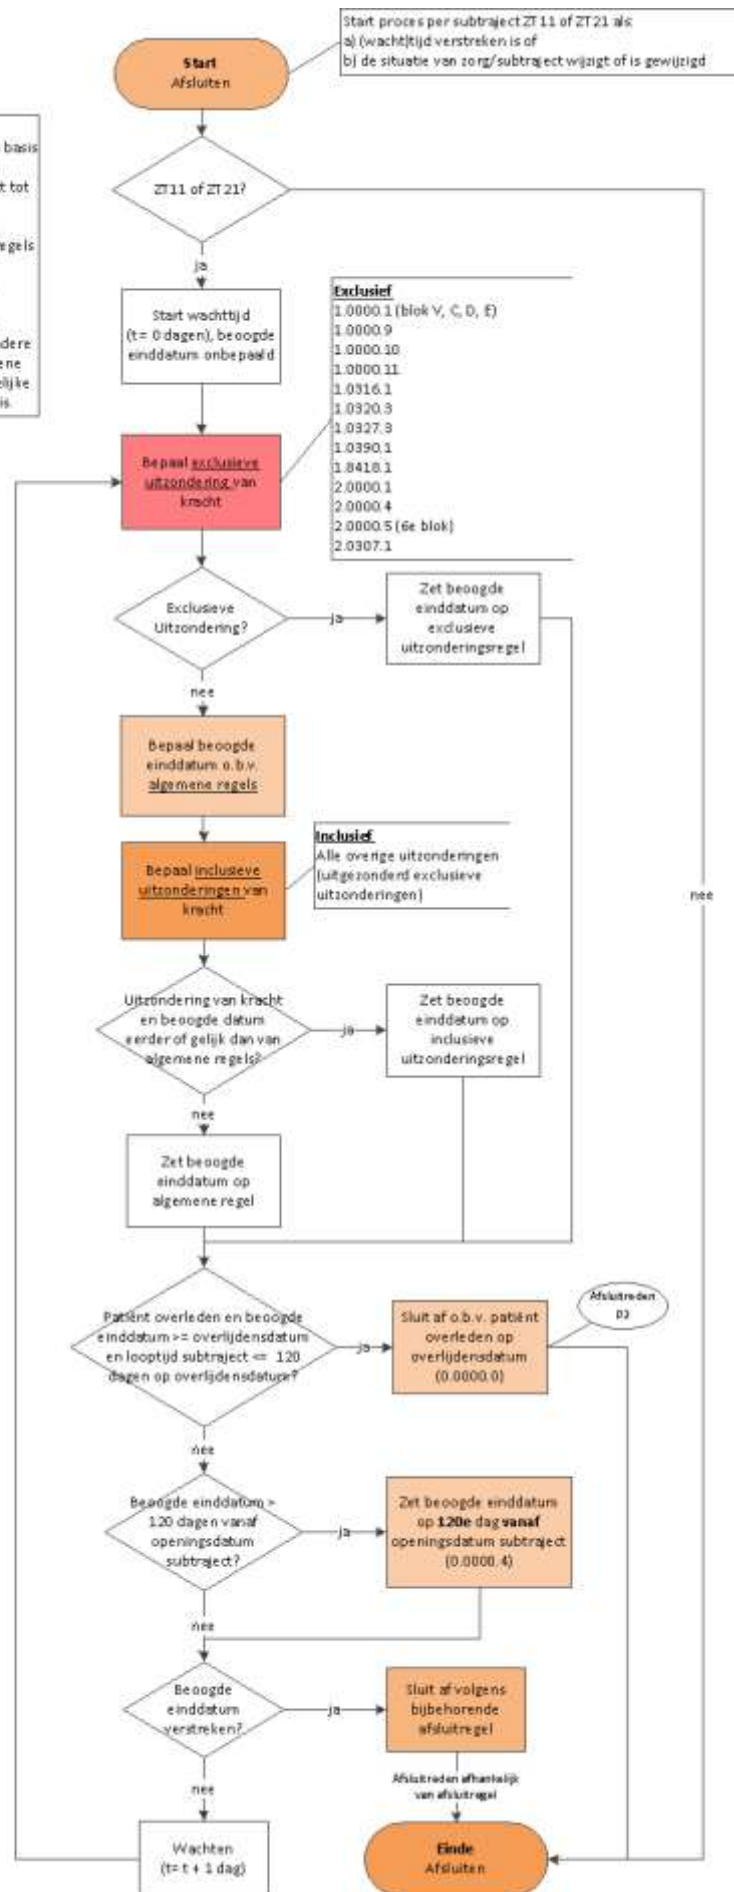 Start proces per subtraject ZT11 of ZT21 als:
a) (wacht)tijd verstreken is of
b) de situatie van zorg/subtraject wijzigt of is gewijzigd
Start
Afsluiten
basis
t tot
egels
dere
ene
elijke
is.
ZT11 of ZT21?
ja
Start wachttijd
(t= 0 dagen), beoogde
einddatum onbepaald
Exclusief
1.0000.1 (blok V, C, D, E)
1.0000.9
1.0000.10
1.0000.11
1.0316.1
1.0320.3
1.0327.3
1.0390.1
1.8418.1
2.0000.1
2.0000.4
2.0000.5 (6e blok)
2.0307.1
Bepaal exclusieve
uitzondering van
kracht
Exclusieve
Uitzondering?
ja
Zet beoogde
einddatum op
exclusieve
uitzonderingsregel
nee
Bepaal beoogde
einddatum o.b.v.
algemene regels
Inclusief
Alle overige uitzonderingen
(uitgezonderd exclusieve
uitzonderingen)
Bepaal inclusieve
uitzonderingen van
kracht
nee
Uitzondering van kracht
en beoogde datum
eerder of gelijk dan van
algemene regels?
ja
Zet beoogde
einddatum op
inclusieve
uitzonderingsregel
nee
Zet beoogde
einddatum op
algemene regel
Patiënt overleden en beoogde
einddatum >= overlijdensdatum
en looptijd subtraject <= 120
dagen op overlijdensdatum?
ja
Sluit af o.b.v. patiënt
overleden op
overlijdensdatum
(0.0000.0)
Afsluitreden
nee
Beoogde einddatum >
120 dagen vanaf
openingsdatum
subtraject?
ja
Zet beoogde einddatum
op 120e dag vanaf
openingsdatum subtraject
(0.0000.4)
nee
Beoogde
einddatum
verstreken?
ja
Sluit af volgens
bijbehorende
afsluitregel
Afsluitreden afhankelijk
van afsluitregel
nee
Wachten
(t= t + 1 dag)
Einde
Afsluiten